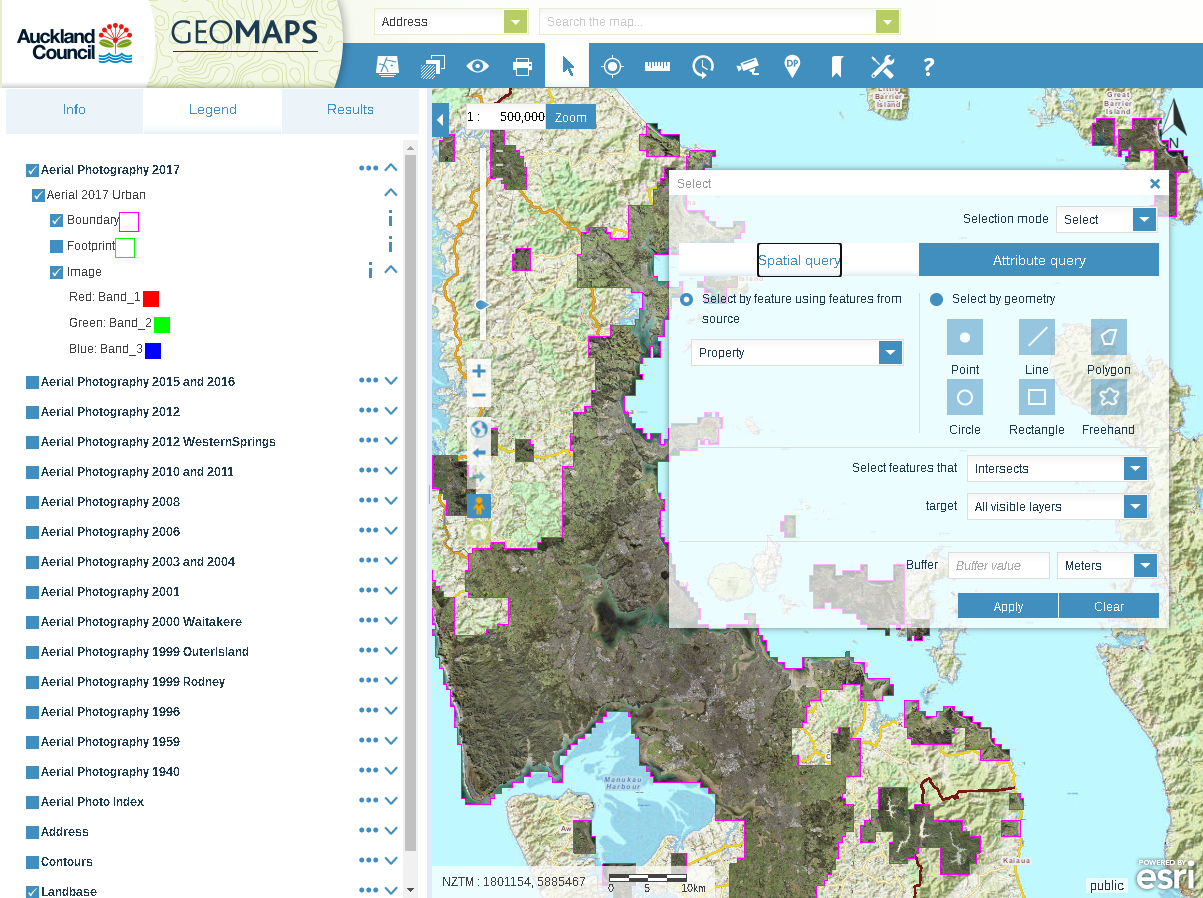 Auckland
Council
GEOMAPS
Address
Search the map...
DP
?
Info
Legend
Results
Aerial Photography 2017
Aerial 2017 Urban
Boundary
Footprint
Image
Red: Band_1
Green: Band_2
Blue: Band_3
Aerial Photography 2015 and 2016
Aerial Photography 2012
Aerial Photography 2012 WesternSprings
Aerial Photography 2010 and 2011
Aerial Photography 2008
Aerial Photography 2006
Aerial Photography 2003 and 2004
Aerial Photography 2001
Aerial Photography 2000 Waitakere
Aerial Photography 1999 OuterIsland
Aerial Photography 1999 Rodney
Aerial Photography 1996
Aerial Photography 1959
Aerial Photography 1940
Aerial Photo Index
Address
Contours
Landbase
1 : 500,000
Zoom
Little
Barrier
Island
Great
Barrier
Island
N
Select
Selection mode
Select
Spatial query
Attribute query
Select by feature using features from
source
Property
Select by geometry
Point
Line
Polygon
Circle
Rectangle
Freehand
Select features that
Intersects
target
All visible layers
Buffer
Buffer value
Meters
Apply
Clear
Manukau
Harbour
Aw
K
Kaiaua
NZTM : 1801154, 5885467
0 5 10km
public
POWERED BY
esri